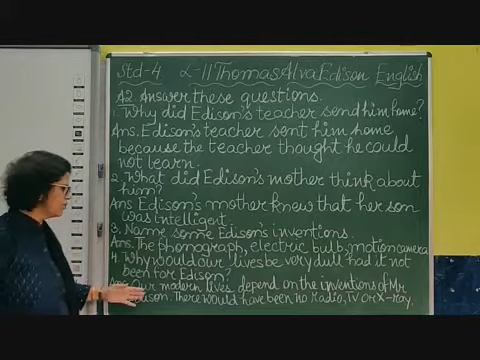 Std-4 L-11 Thomas Alva Edison English
A2. Answer these questions.
1. Why did Edison's teacher send him home?
Ans. Edison's teacher sent him home
because the teacher thought he could
not learn.
2. What did Edison's mother think about
him?
Ans Edison's mother knew that her son
was intelligent.
3. Name some Edison's inventions.
Ans. The phonograph, electric bulb, motion camera
4. Why would our lives be very dull had it not
been for Edison?
Ans. Our modern lives depend on the inventions of Mr
Edison. There would have been no Radio, TV or X-ray.